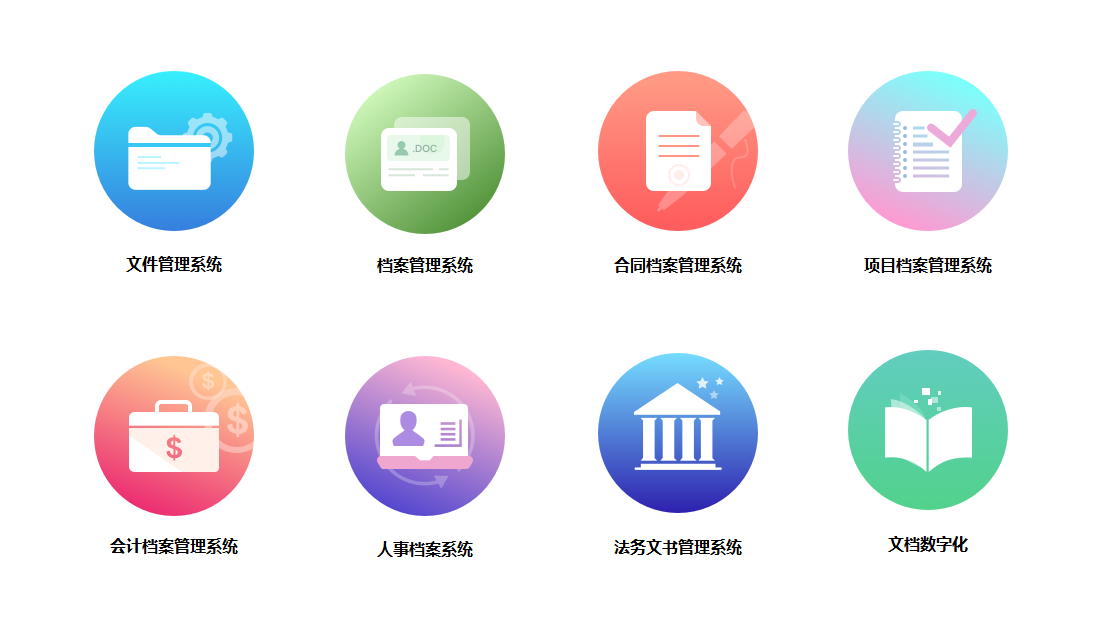 .DOC
文件管理系统
档案管理系统
合同档案管理系统
项目档案管理系统
$
$
$
会计档案管理系统
人事档案系统
法务文书管理系统
文档数字化